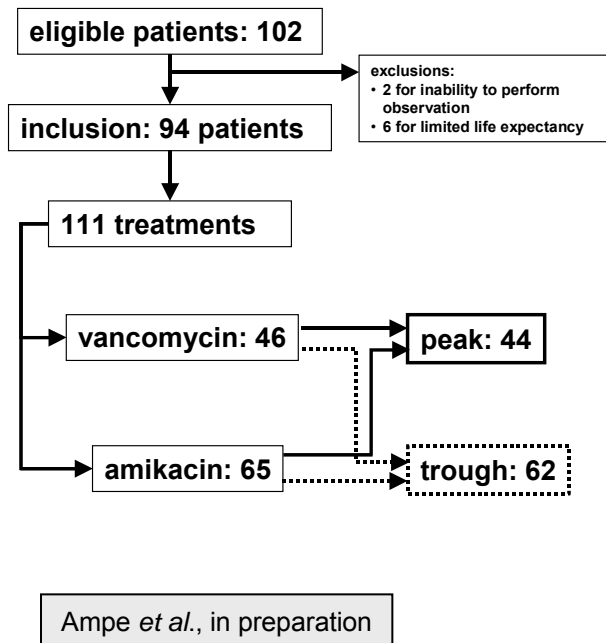 eligible patients: 102
exclusions:
• 2 for inability to perform
observation
• 6 for limited life expectancy
inclusion: 94 patients
111 treatments
vancomycin: 46
peak: 44
amikacin: 65
trough: 62
Ampe et al., in preparation